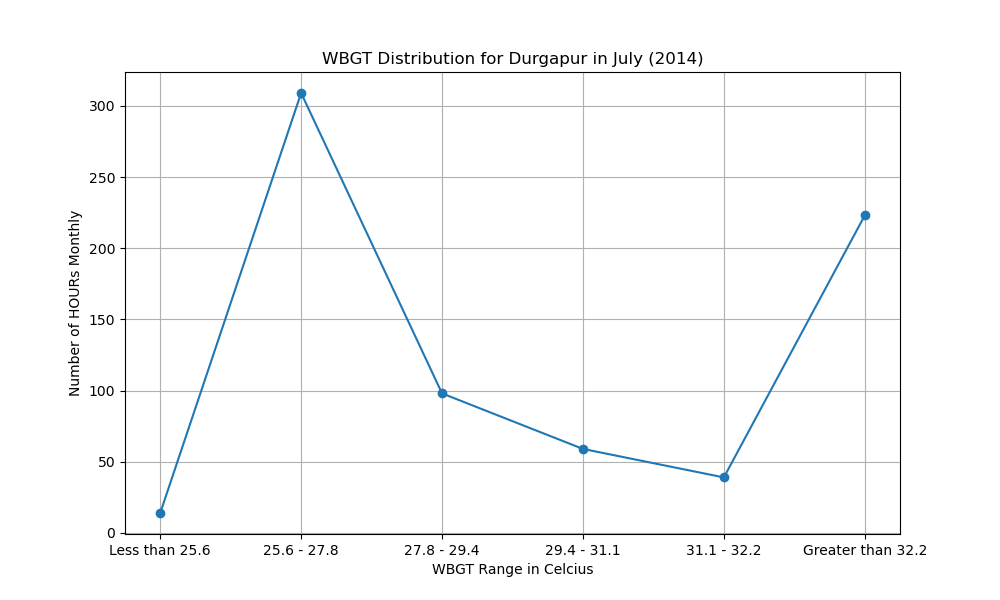 WBGT Distribution for Durgapur in July (2014)
Number of HOURs Monthly
300
250
200
150
100
50
0
Less than 25.6
25.6 - 27.8
27.8 - 29.4
29.4 - 31.1
31.1 - 32.2
Greater than 32.2
WBGT Range in Celcius